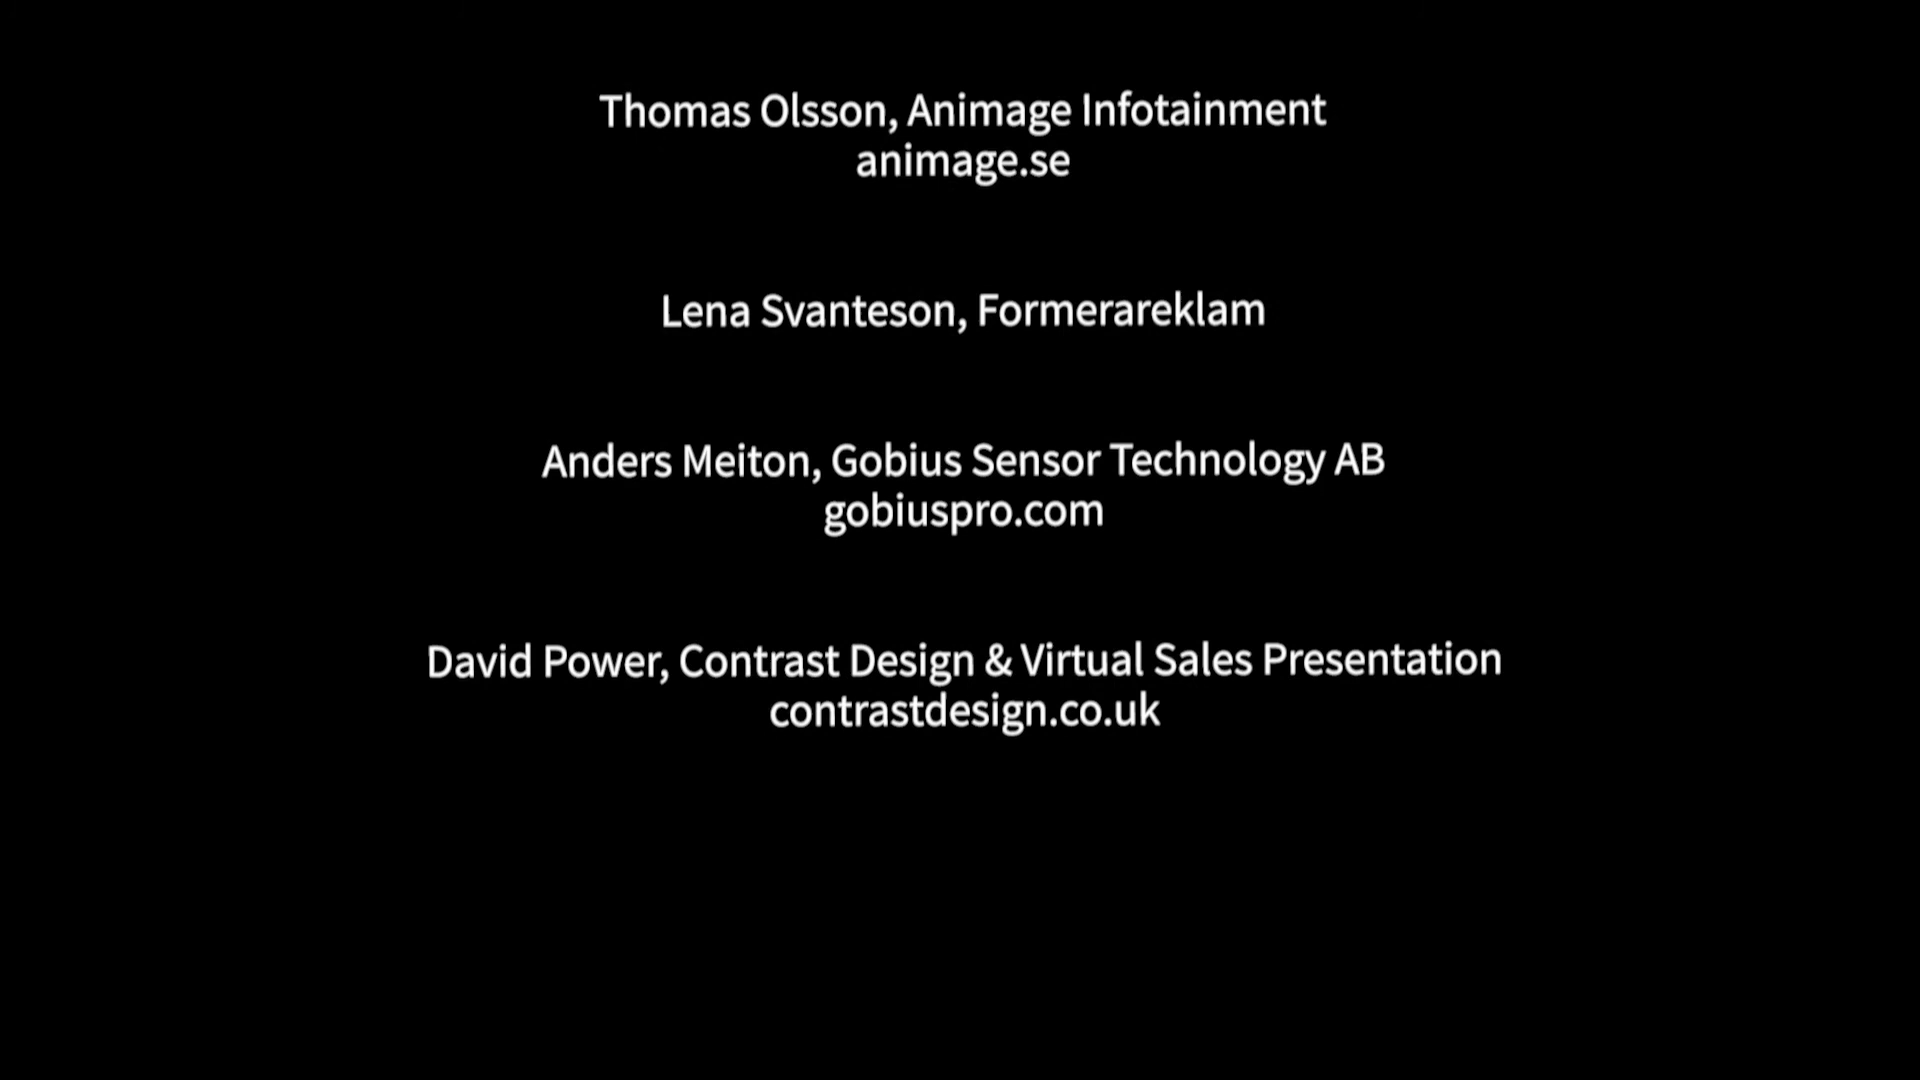 Thomas Olsson, Animage Infotainment
animage.se
Lena Svanteson, Formerareklam
Anders Meiton, Gobius Sensor Technology AB
gobiuspro.com
David Power, Contrast Design & Virtual Sales Presentation
contrastdesign.co.uk